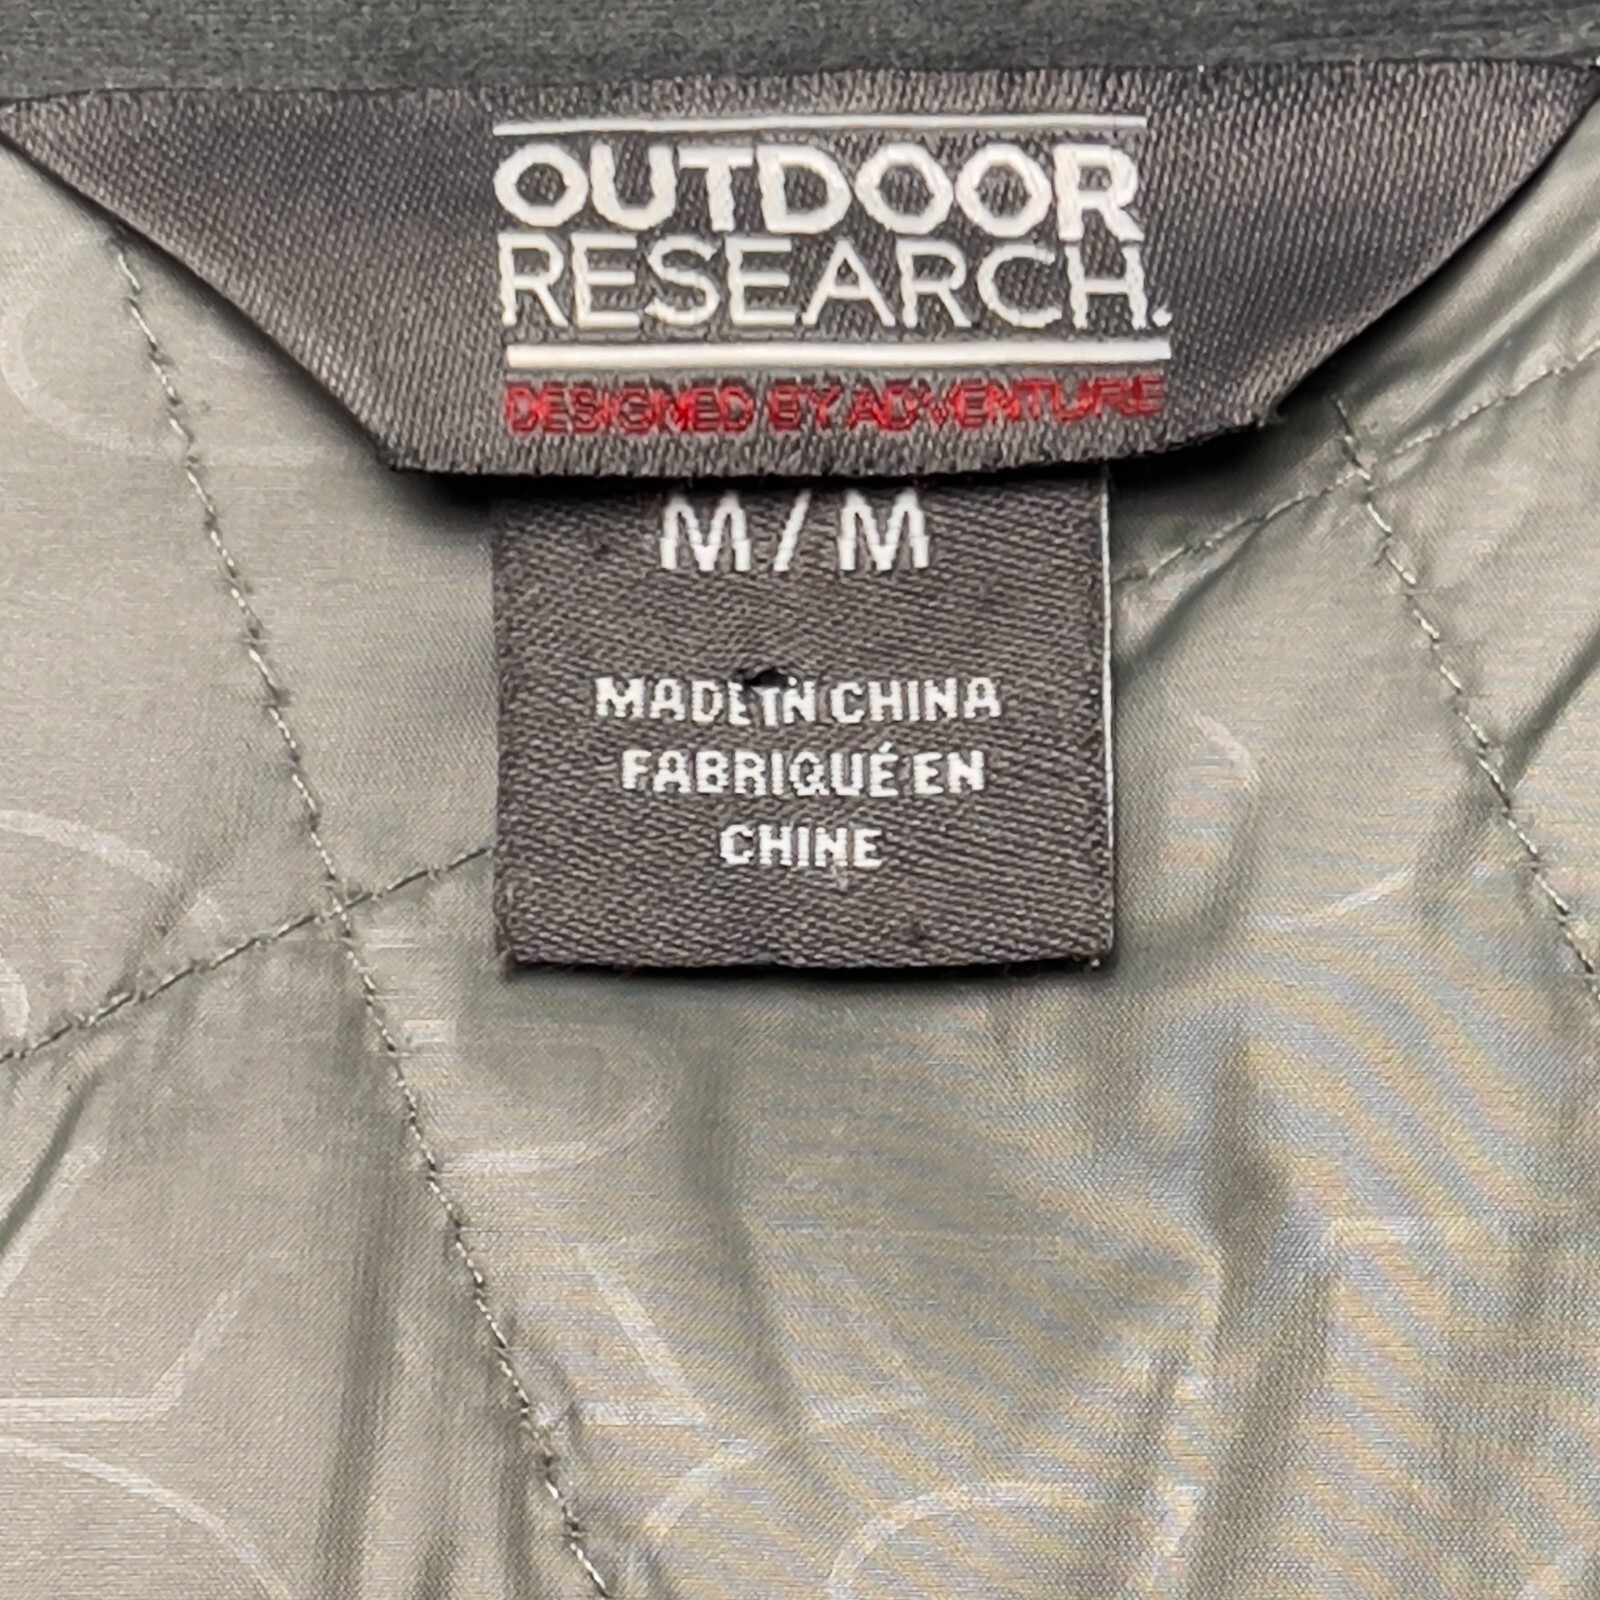 OUTDOOR
RESEARCH.
DESIGNED BY ADVENTURE
M/M
MADE IN CHINA
FABRIQUÉ EN
CHINE